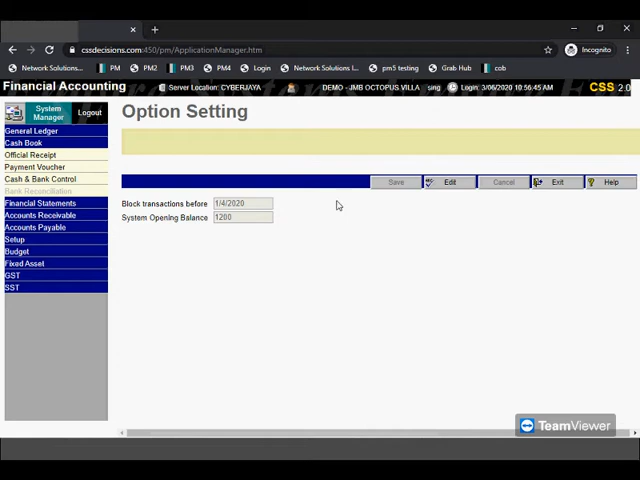 cssdecisions.com:450/pm/ApplicationManager.htm
Incognito
Network Solutions...
PM
PM2
PM3
PM4
Login
Network Solutions I...
pm5 testing
Grab Hub
cob
Financial Accounting
Server Location: CYBERJAYA
DEMO - JMB OCTOPUS VILLA
sing
Login: 3/06/2020 10:56:45 AM
CSS 2.0
System Manager
Logout
Option Setting
General Ledger
Cash Book
Official Receipt
Payment Voucher
Cash & Bank Control
Bank Reconciliation
Financial Statements
Accounts Receivable
Accounts Payable
Setup
Budget
Fixed Asset
GST
SST
Save
Edit
Cancel
Exit
Help
Block transactions before 1/4/2020
System Opening Balance 1200
TeamViewer